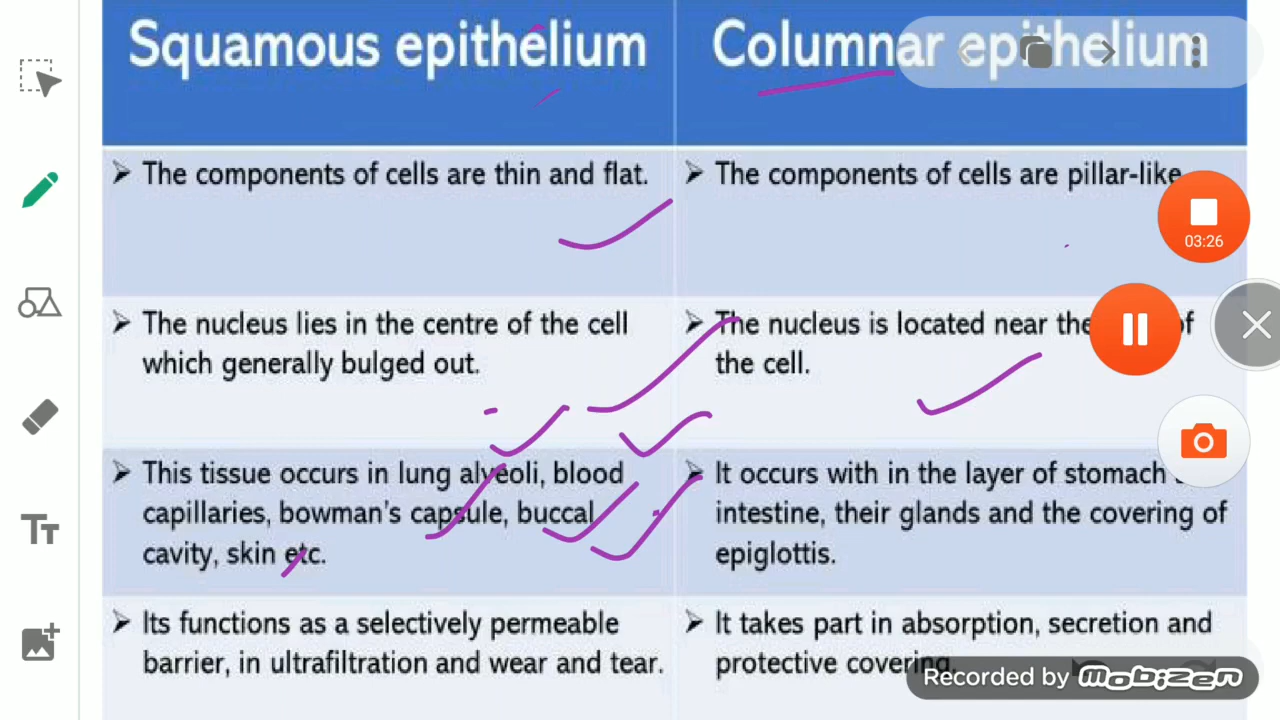 Squamous epithelium
Columnar epithelium
➤ The components of cells are thin and flat.
➤ The components of cells are pillar-like
➤ The nucleus lies in the centre of the cell
which generally bulged out.
➤ The nucleus is located near the of
the cell.
➤ This tissue occurs in lung alveoli, blood
capillaries, bowman's capsule, buccal
cavity, skin etc.
➤ It occurs with in the layer of stomach
intestine, their glands and the covering of
epiglottis.
➤ Its functions as a selectively permeable
barrier, in ultrafiltration and wear and tear.
➤ It takes part in absorption, secretion and
protective covering.
03:26
Tт
Recorded by mobizen